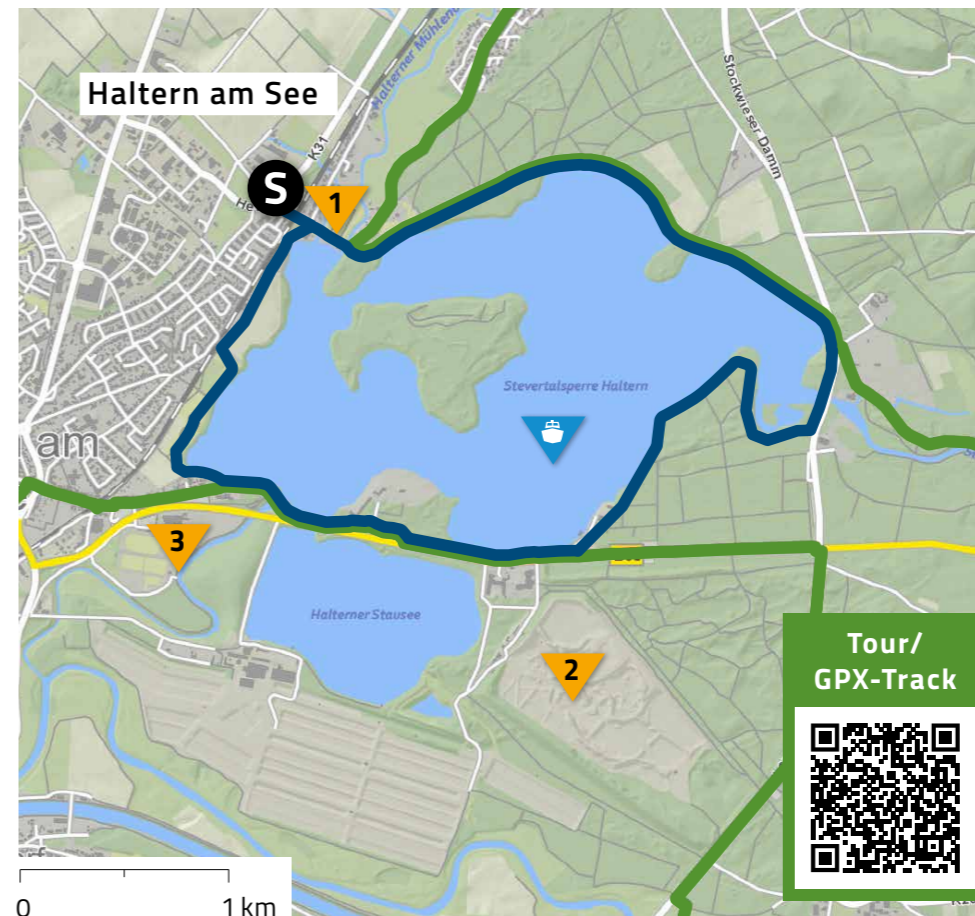 Haltern am See
Halterner
K31
Stockwieser Damm
S
1
Stevertalsperre Haltern
am
3
Halterner Stausee
2
Tour/
GPX-Track
0
1 km